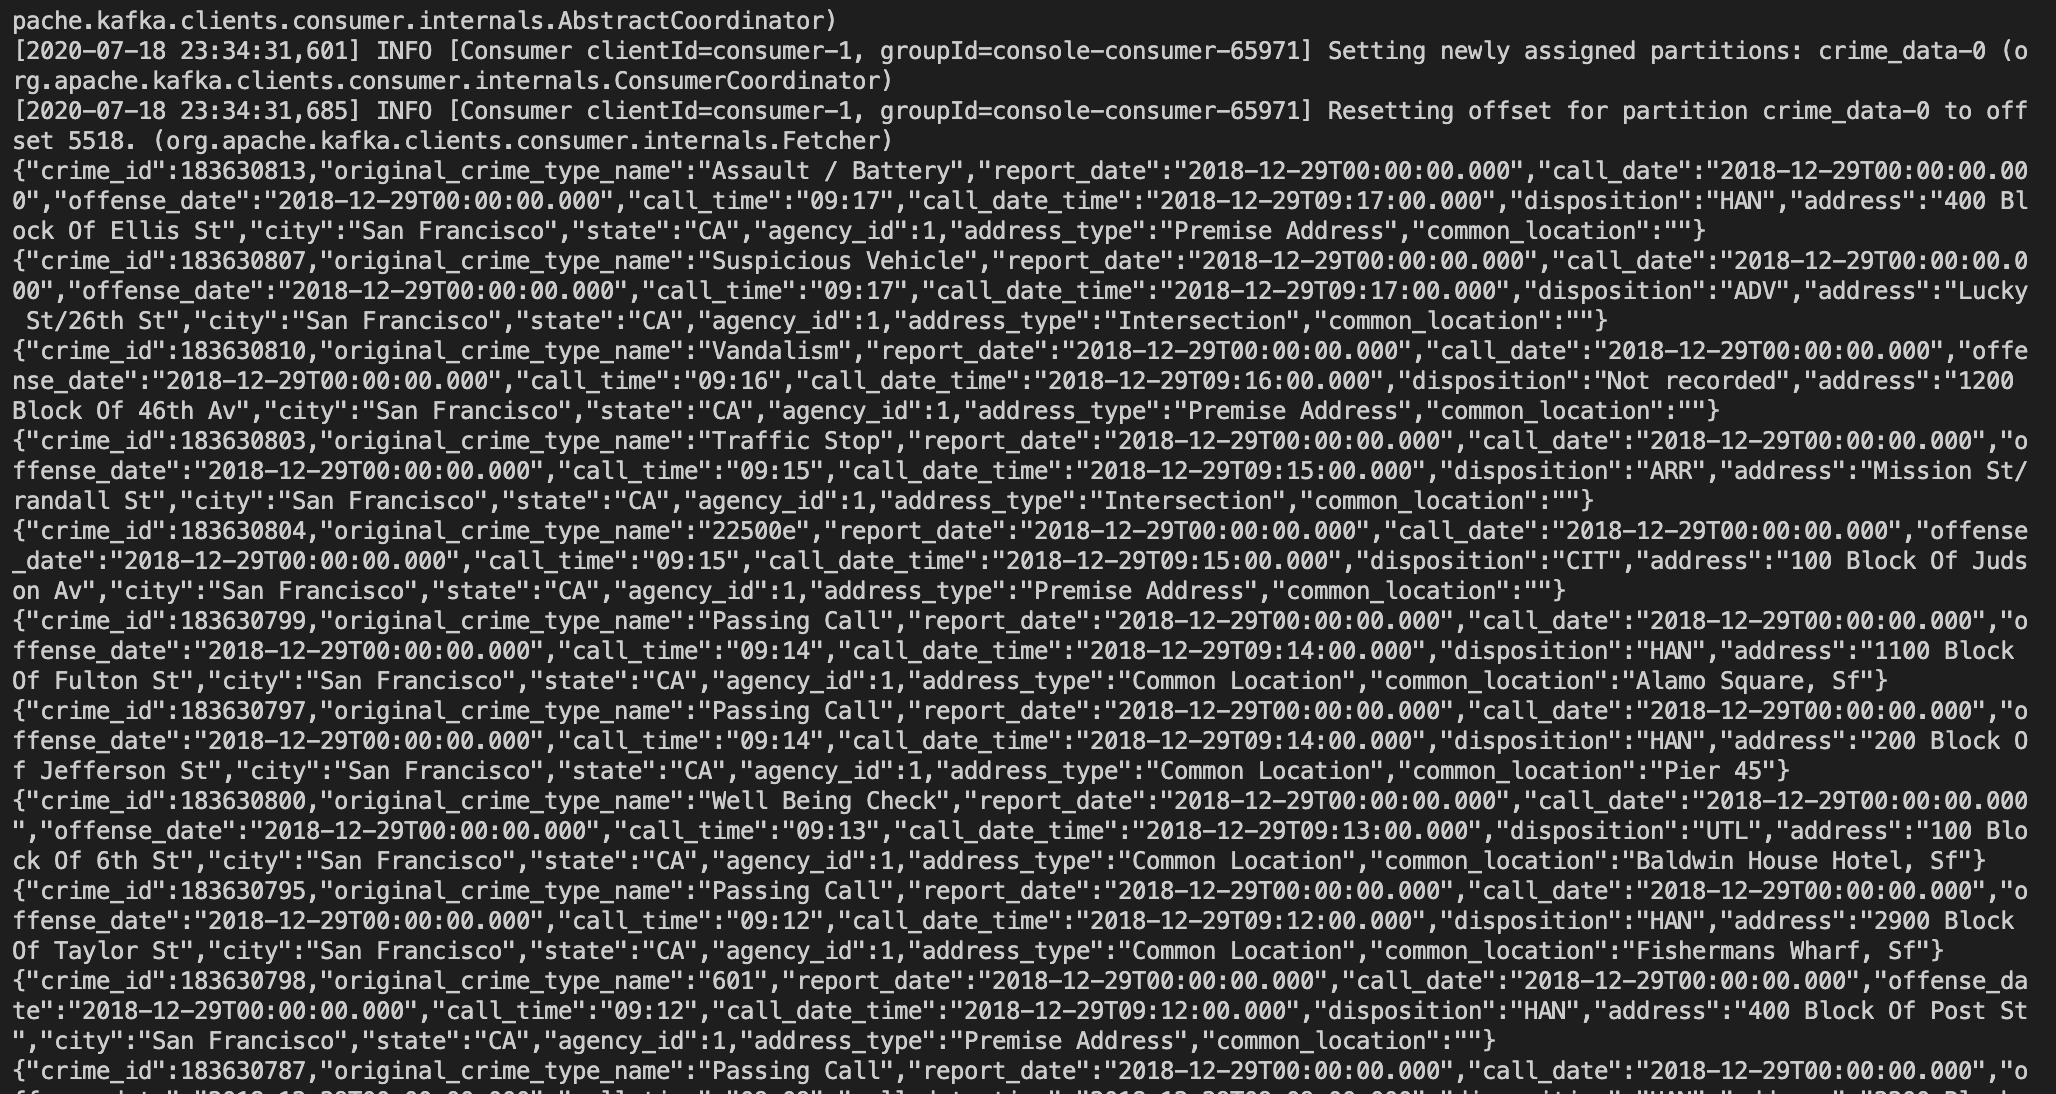 pache.kafka.clients.consumer.internals.AbstractCoordinator)
[2020-07-18 23:34:31,601] INFO [Consumer clientId=consumer-1, groupId=console-consumer-65971] Setting newly assigned partitions: crime_data-0 (o
rg.apache.kafka.clients.consumer.internals.ConsumerCoordinator)
[2020-07-18 23:34:31,685] INFO [Consumer clientId=consumer-1, groupId=console-consumer-65971] Resetting offset for partition crime_data-0 to off
set 5518. (org.apache.kafka.clients.consumer.internals.Fetcher)
{"crime_id":183630813,"original_crime_type_name":"Assault / Battery","report_date":"2018-12-29T00:00:00.000","call_date":"2018-12-29T00:00:00.00
0","offense_date":"2018-12-29T00:00:00.000","call_time":"09:17","call_date_time":"2018-12-29T09:17:00.000","disposition":"HAN","address":"400 Bl
ock Of Ellis St","city":"San Francisco","state":"CA","agency_id":1,"address_type":"Premise Address","common_location":""}
{"crime_id":183630807,"original_crime_type_name":"Suspicious Vehicle","report_date":"2018-12-29T00:00:00.000","call_date":"2018-12-29T00:00:00.0
00","offense_date":"2018-12-29T00:00:00.000","call_time":"09:17","call_date_time":"2018-12-29T09:17:00.000","disposition":"ADV","address":"Lucky
 St/26th St","city":"San Francisco","state":"CA","agency_id":1,"address_type":"Intersection","common_location":""}
{"crime_id":183630810,"original_crime_type_name":"Vandalism","report_date":"2018-12-29T00:00:00.000","call_date":"2018-12-29T00:00:00.000","offe
nse_date":"2018-12-29T00:00:00.000","call_time":"09:16","call_date_time":"2018-12-29T09:16:00.000","disposition":"Not recorded","address":"1200
Block Of 46th Av","city":"San Francisco","state":"CA","agency_id":1,"address_type":"Premise Address","common_location":""}
{"crime_id":183630803,"original_crime_type_name":"Traffic Stop","report_date":"2018-12-29T00:00:00.000","call_date":"2018-12-29T00:00:00.000","o
ffense_date":"2018-12-29T00:00:00.000","call_time":"09:15","call_date_time":"2018-12-29T09:15:00.000","disposition":"ARR","address":"Mission St/
randall St","city":"San Francisco","state":"CA","agency_id":1,"address_type":"Intersection","common_location":""}
{"crime_id":183630804,"original_crime_type_name":"22500e","report_date":"2018-12-29T00:00:00.000","call_date":"2018-12-29T00:00:00.000","offense
_date":"2018-12-29T00:00:00.000","call_time":"09:15","call_date_time":"2018-12-29T09:15:00.000","disposition":"CIT","address":"100 Block Of Juds
on Av","city":"San Francisco","state":"CA","agency_id":1,"address_type":"Premise Address","common_location":""}
{"crime_id":183630799,"original_crime_type_name":"Passing Call","report_date":"2018-12-29T00:00:00.000","call_date":"2018-12-29T00:00:00.000","o
ffense_date":"2018-12-29T00:00:00.000","call_time":"09:14","call_date_time":"2018-12-29T09:14:00.000","disposition":"HAN","address":"1100 Block
Of Fulton St","city":"San Francisco","state":"CA","agency_id":1,"address_type":"Common Location","common_location":"Alamo Square, Sf"}
{"crime_id":183630797,"original_crime_type_name":"Passing Call","report_date":"2018-12-29T00:00:00.000","call_date":"2018-12-29T00:00:00.000","o
ffense_date":"2018-12-29T00:00:00.000","call_time":"09:14","call_date_time":"2018-12-29T09:14:00.000","disposition":"HAN","address":"200 Block O
f Jefferson St","city":"San Francisco","state":"CA","agency_id":1,"address_type":"Common Location","common_location":"Pier 45"}
{"crime_id":183630800,"original_crime_type_name":"Well Being Check","report_date":"2018-12-29T00:00:00.000","call_date":"2018-12-29T00:00:00.000
","offense_date":"2018-12-29T00:00:00.000","call_time":"09:13","call_date_time":"2018-12-29T09:13:00.000","disposition":"UTL","address":"100 Blo
ck Of 6th St","city":"San Francisco","state":"CA","agency_id":1,"address_type":"Common Location","common_location":"Baldwin House Hotel, Sf"}
{"crime_id":183630795,"original_crime_type_name":"Passing Call","report_date":"2018-12-29T00:00:00.000","call_date":"2018-12-29T00:00:00.000","o
ffense_date":"2018-12-29T00:00:00.000","call_time":"09:12","call_date_time":"2018-12-29T09:12:00.000","disposition":"HAN","address":"2900 Block
Of Taylor St","city":"San Francisco","state":"CA","agency_id":1,"address_type":"Common Location","common_location":"Fishermans Wharf, Sf"}
{"crime_id":183630798,"original_crime_type_name":"601","report_date":"2018-12-29T00:00:00.000","call_date":"2018-12-29T00:00:00.000","offense_da
te":"2018-12-29T00:00:00.000","call_time":"09:12","call_date_time":"2018-12-29T09:12:00.000","disposition":"HAN","address":"400 Block Of Post St
","city":"San Francisco","state":"CA","agency_id":1,"address_type":"Premise Address","common_location":""}
{"crime_id":183630787,"original_crime_type_name":"Passing Call","report_date":"2018-12-29T00:00:00.000","call_date":"2018-12-29T00:00:00.000","o